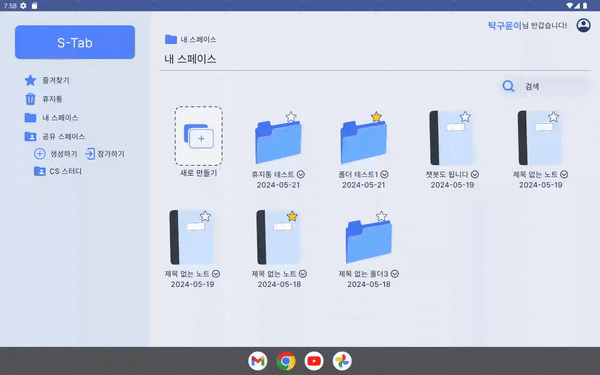 7:58
S-Tab
즐겨찾기
휴지통
내 스페이스
공유 스페이스
생성하기 참가하기
CS 스터디
탁구윤이님 반갑습니다!
내 스페이스
내 스페이스
검색
새로 만들기
휴지통 테스트
2024-05-21
폴더 테스트1
2024-05-21
챗봇도 됩니다
2024-05-19
제목 없는 노트
2024-05-19
제목 없는 노트
2024-05-19
제목 없는 노트
2024-05-18
제목 없는 폴더3
2024-05-18